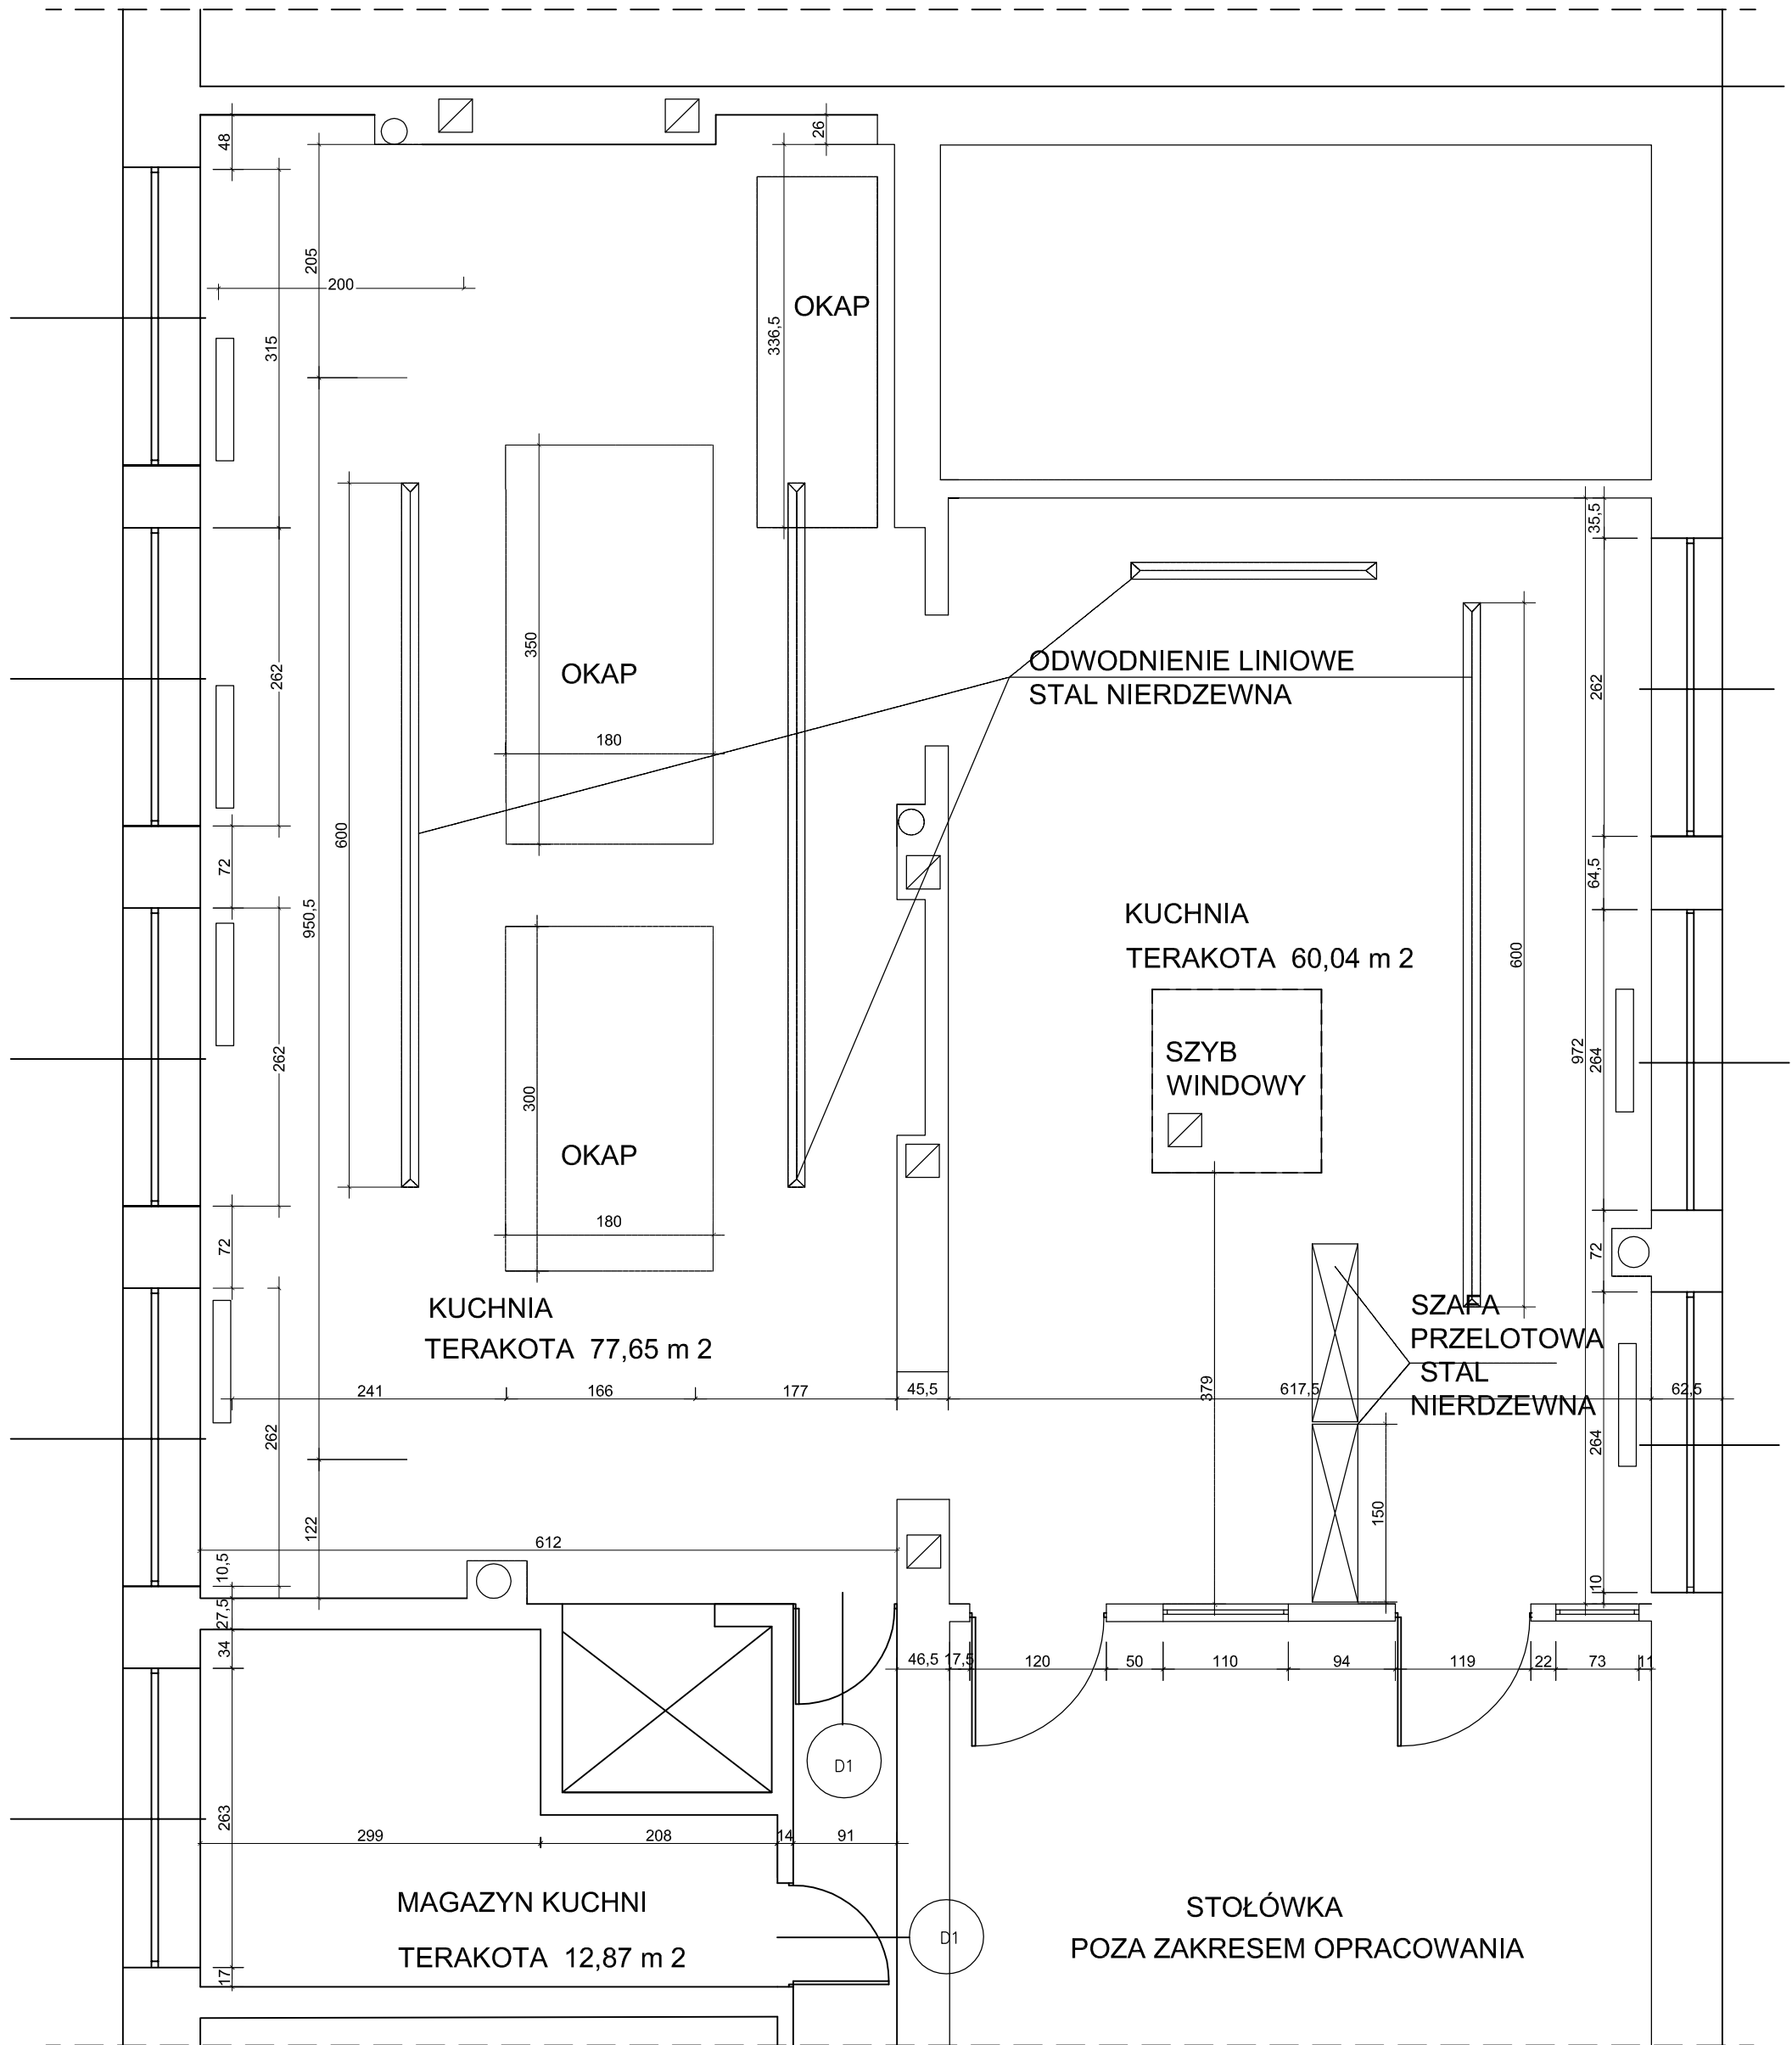 48
26
205
200
315
336,5
OKAP
35,5
350
OKAP
262
ODWODNIENIE LINIOWE
STAL NIERDZEWNA
262
180
600
72
950,5
64,5
KUCHNIA
TERAKOTA 60,04 m 2
600
SZYB
WINDOWY
972
264
262
300
OKAP
180
72
72
KUCHNIA
TERAKOTA 77,65 m 2
SZAFA
PRZELOTOWA
STAL
NIERDZEWNA
241
166
177
45,5
379
617,5
62,5
262
264
150
122
612
10,5
10
27,5
34
46,5
17,5
120
50
110
94
119
22
73
11
D1
263
299
208
14
91
MAGAZYN KUCHNI
TERAKOTA 12,87 m 2
D1
STOŁÓWKA
POZA ZAKRESEM OPRACOWANIA
17